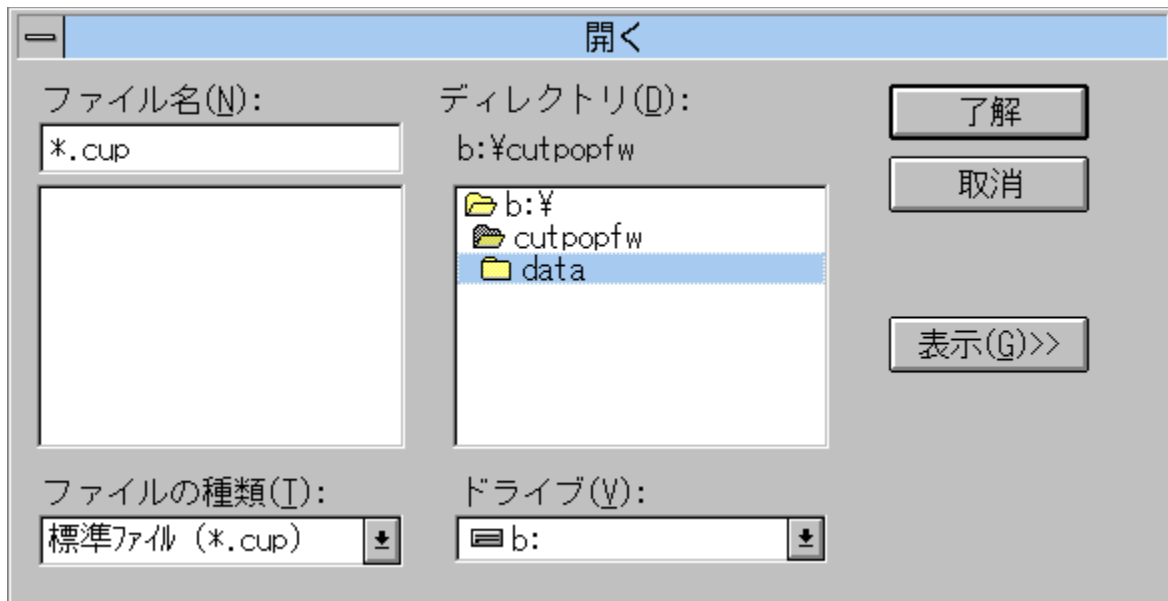 開く
ファイル名(N):
*.cup
ディレクトリ(D):
b:¥cutpopfw
b:¥
cutpopfw
data
了解
取消
表示(G)>>
ファイルの種類(T):
標準ﾌｧｲﾙ (*.cup)
ドライブ(V):
b: